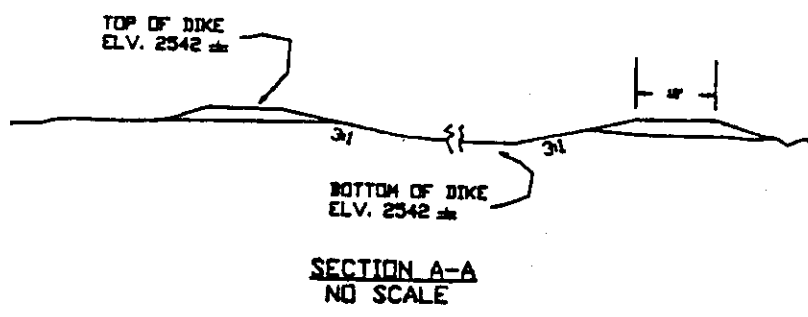 TOP OF DIKE
ELV. 2542
3:1
3:1
BOTTOM OF DIKE
ELV. 2542
SECTION A-A
NO SCALE